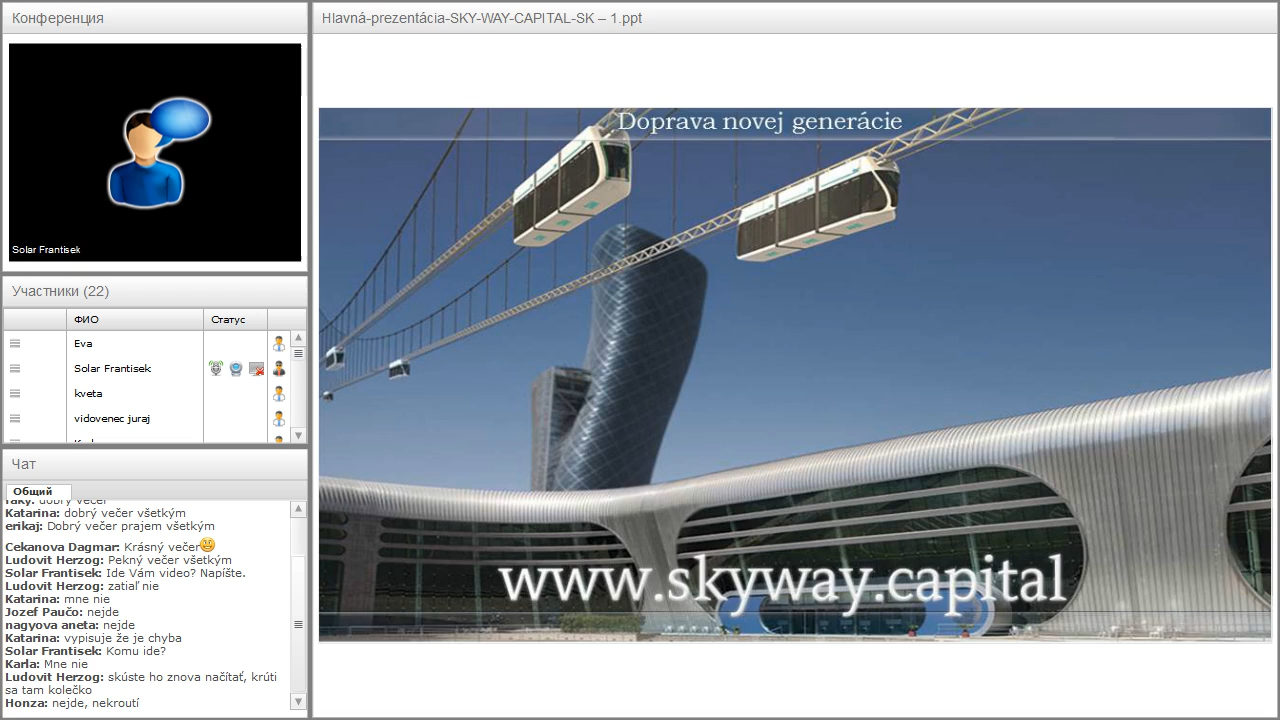 Конференция
Solar Frantisek
Участники (22)
ФИО
Статус
Eva
Solar Frantisek
kveta
vidovenec juraj
Чат
Общий
raky: dobrý večer
Katarina: dobrý večer všetkým
erikaj: Dobrý večer prajem všetkým
Cekanova Dagmar: Krásný večer
Ludovit Herzog: Pekný večer všetkým
Solar Frantisek: Ide Vám video? Napíšte.
Ludovit Herzog: zatiaľ nie
Katarina: mne nie
Jozef Paučo: nejde
nagyova aneta: nejde
Katarina: vypisuje že je chyba
Solar Frantisek: Komu ide?
Karla: Mne nie
Ludovit Herzog: skúste ho znova načítať, krúti
sa tam kolečko
Honza: nejde, nekroutí
Hlavná-prezentácia-SKY-WAY-CAPITAL-SK – 1.ppt
Doprava novej generácie
www.skyway.capital